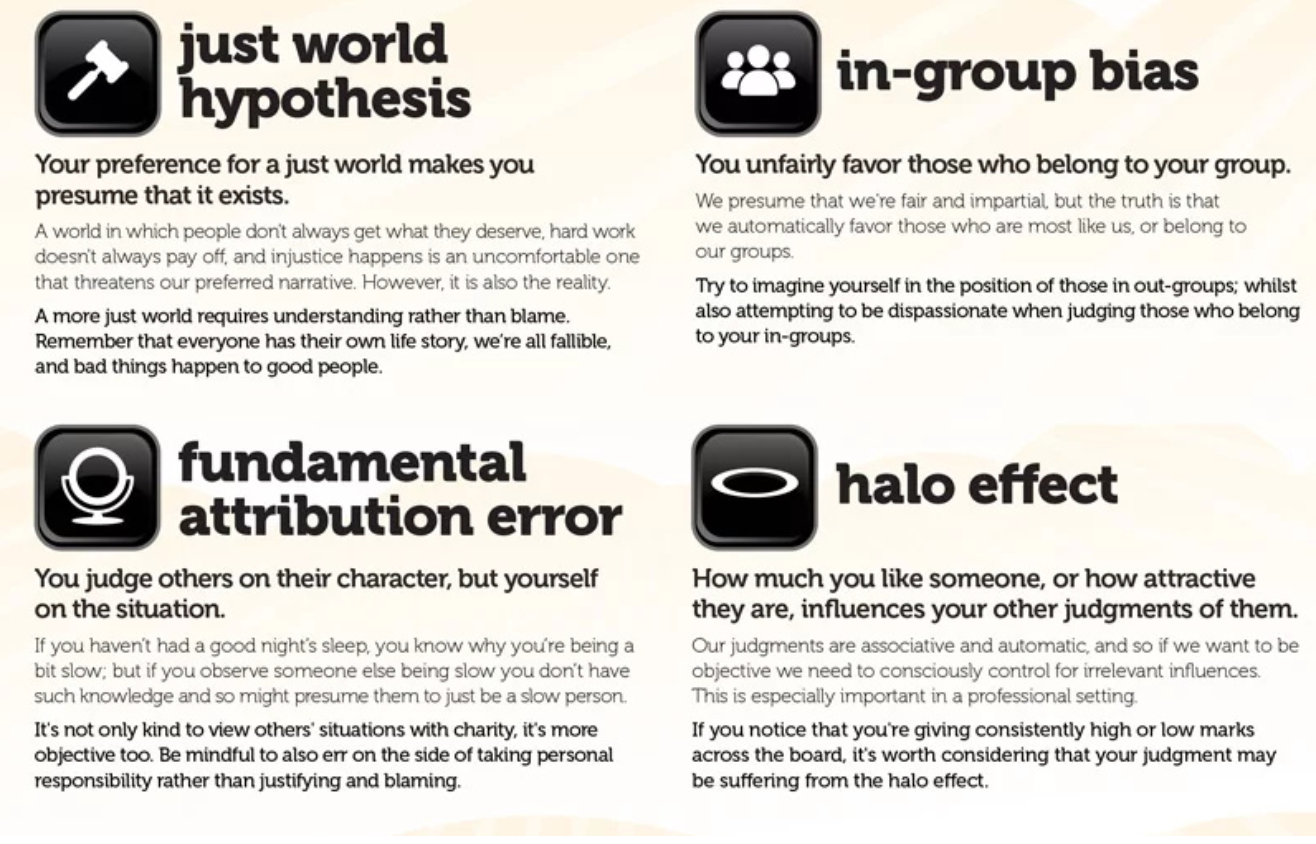 just world
hypothesis
Your preference for a just world makes you
presume that it exists.
A world in which people don't always get what they deserve, hard work
doesn't always pay off, and injustice happens is an uncomfortable one
that threatens our preferred narrative. However, it is also the reality.
A more just world requires understanding rather than blame.
Remember that everyone has their own life story, we're all fallible,
and bad things happen to good people.
in-group bias
You unfairly favor those who belong to your group.
We presume that we're fair and impartial, but the truth is that
we automatically favor those who are most like us, or belong to
our groups.
Try to imagine yourself in the position of those in out-groups; whilst
also attempting to be dispassionate when judging those who belong
to your in-groups.
fundamental
attribution error
You judge others on their character, but yourself
on the situation.
If you haven't had a good night's sleep, you know why you're being a
bit slow; but if you observe someone else being slow you don't have
such knowledge and so might presume them to just be a slow person.
It's not only kind to view others' situations with charity, it's more
objective too. Be mindful to also err on the side of taking personal
responsibility rather than justifying and blaming.
halo effect
How much you like someone, or how attractive
they are, influences your other judgments of them.
Our judgments are associative and automatic, and so if we want to be
objective we need to consciously control for irrelevant influences.
This is especially important in a professional setting.
If you notice that you're giving consistently high or low marks
across the board, it's worth considering that your judgment may
be suffering from the halo effect.